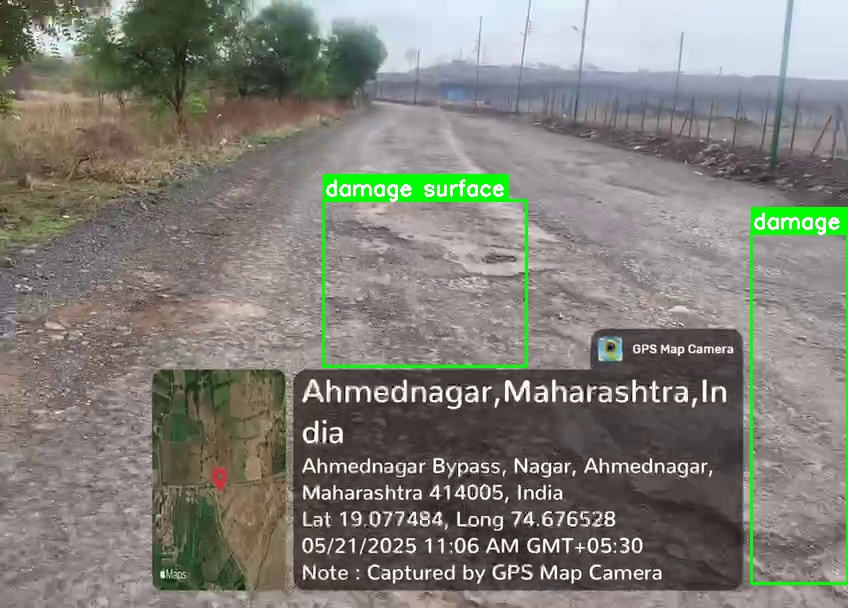 damage surface
damage
GPS Map Camera
Ahmednagar,Maharashtra,In
dia
Ahmednagar Bypass, Nagar, Ahmednagar,
Maharashtra 414005, India
Lat 19.077484, Long 74.676528
05/21/2025 11:06 AM GMT+05:30
Note : Captured by GPS Map Camera
Maps